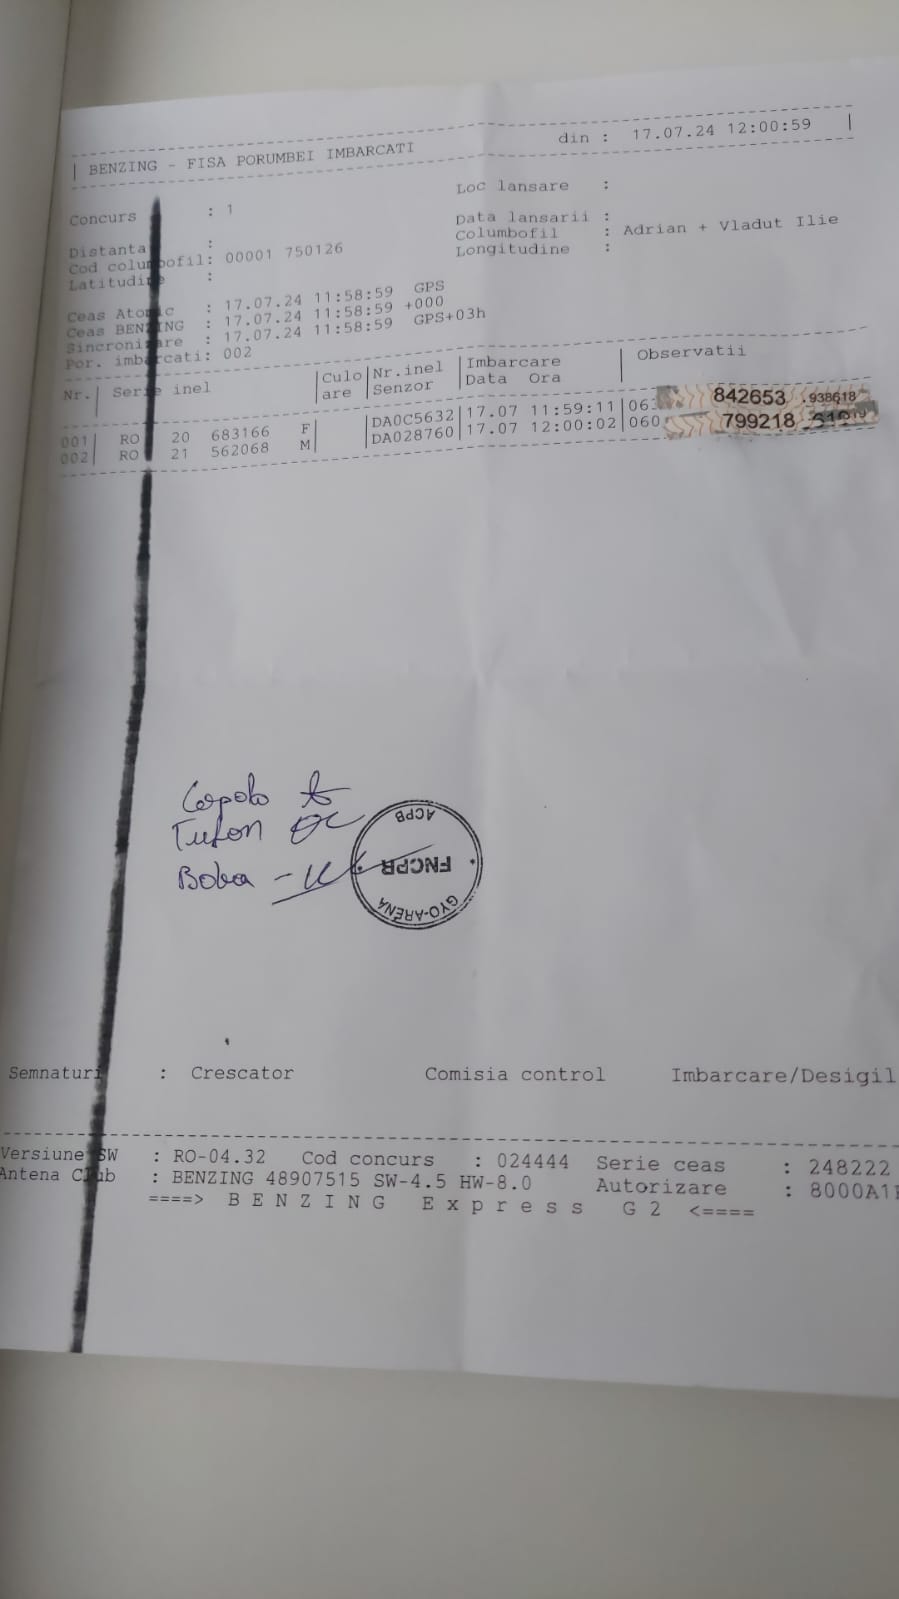 BENZING - FISA PORUMBEI IMBARCATI din : 17.07.24 12:00:59
Concurs : 1 Loc lansare :
Data lansarii :
Distanta : Columbofil : Adrian + Vladut Ilie
Cod columbofil: 00001 750126 Longitudine :
Latitudine :
Ceas Atomic : 17.07.24 11:58:59 GPS
Ceas BENZING : 17.07.24 11:58:59 +000
Sincronizare : 17.07.24 11:58:59 GPS+03h
Por. imbarcati: 002
Nr.| Serie inel |Culo|Nr.inel |Imbarcare | Observatii
are |Senzor |Data Ora
001| RO 20 683166 F| |DA0C5632|17.07 11:59:11| 842653 938618
002| RO 21 562068 M| |DA028760|17.07 12:00:02|060 799218
Tufon
Boba
ACPB
FNCPR
GYO-ARENA
Semnaturi : Crescator Comisia control Imbarcare/Desigil
Versiune SW : RO-04.32 Cod concurs : 024444 Serie ceas : 248222
Antena Club : BENZING 48907515 SW-4.5 HW-8.0 Autorizare :
====> B E N Z I N G E x p r e s s G 2 <====